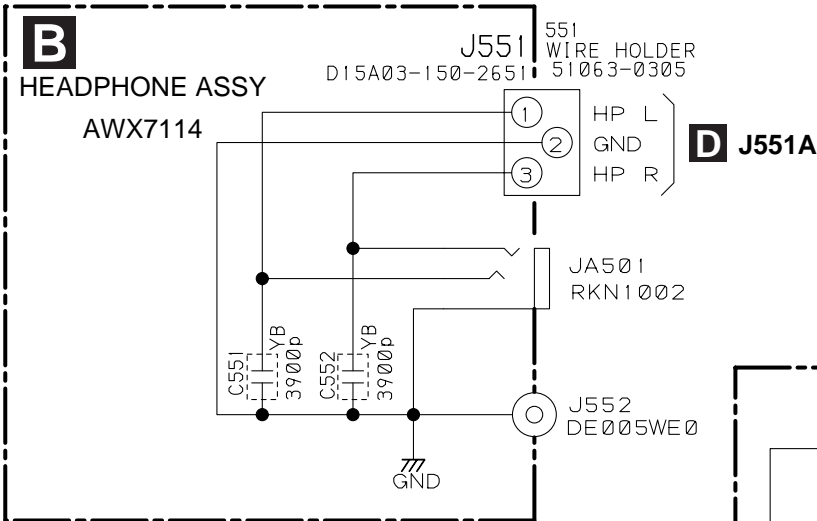 B
HEADPHONE ASSY
AWX7114
J551
D15A03-150-2651
551
WIRE HOLDER
51063-0305
1
HP L
2
GND
3
HP R
D J551A
JA501
RKN1002
C551
YB
3900p
C552
YB
3900p
J552
DE005WE0
GND